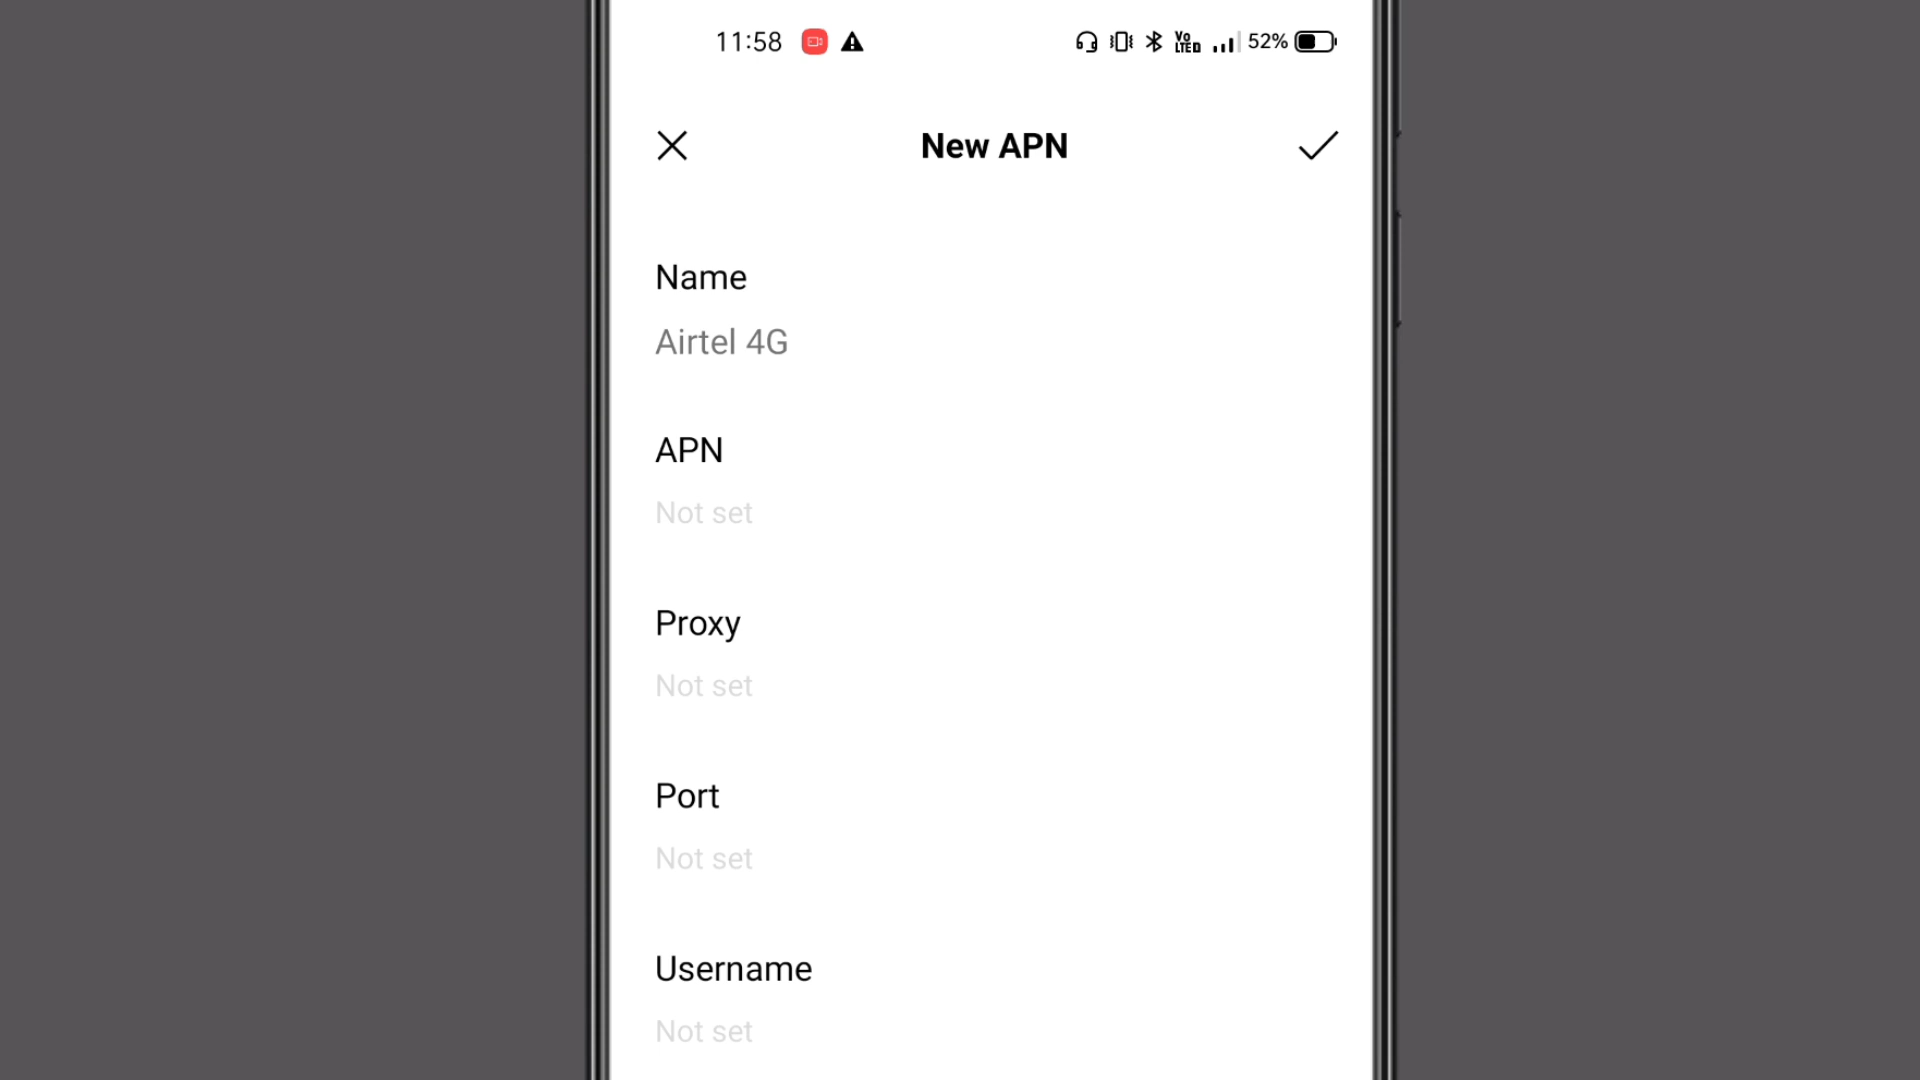 11:58 VoLTE 52%
New APN
Name
Airtel 4G
APN
Not set
Proxy
Not set
Port
Not set
Username
Not set